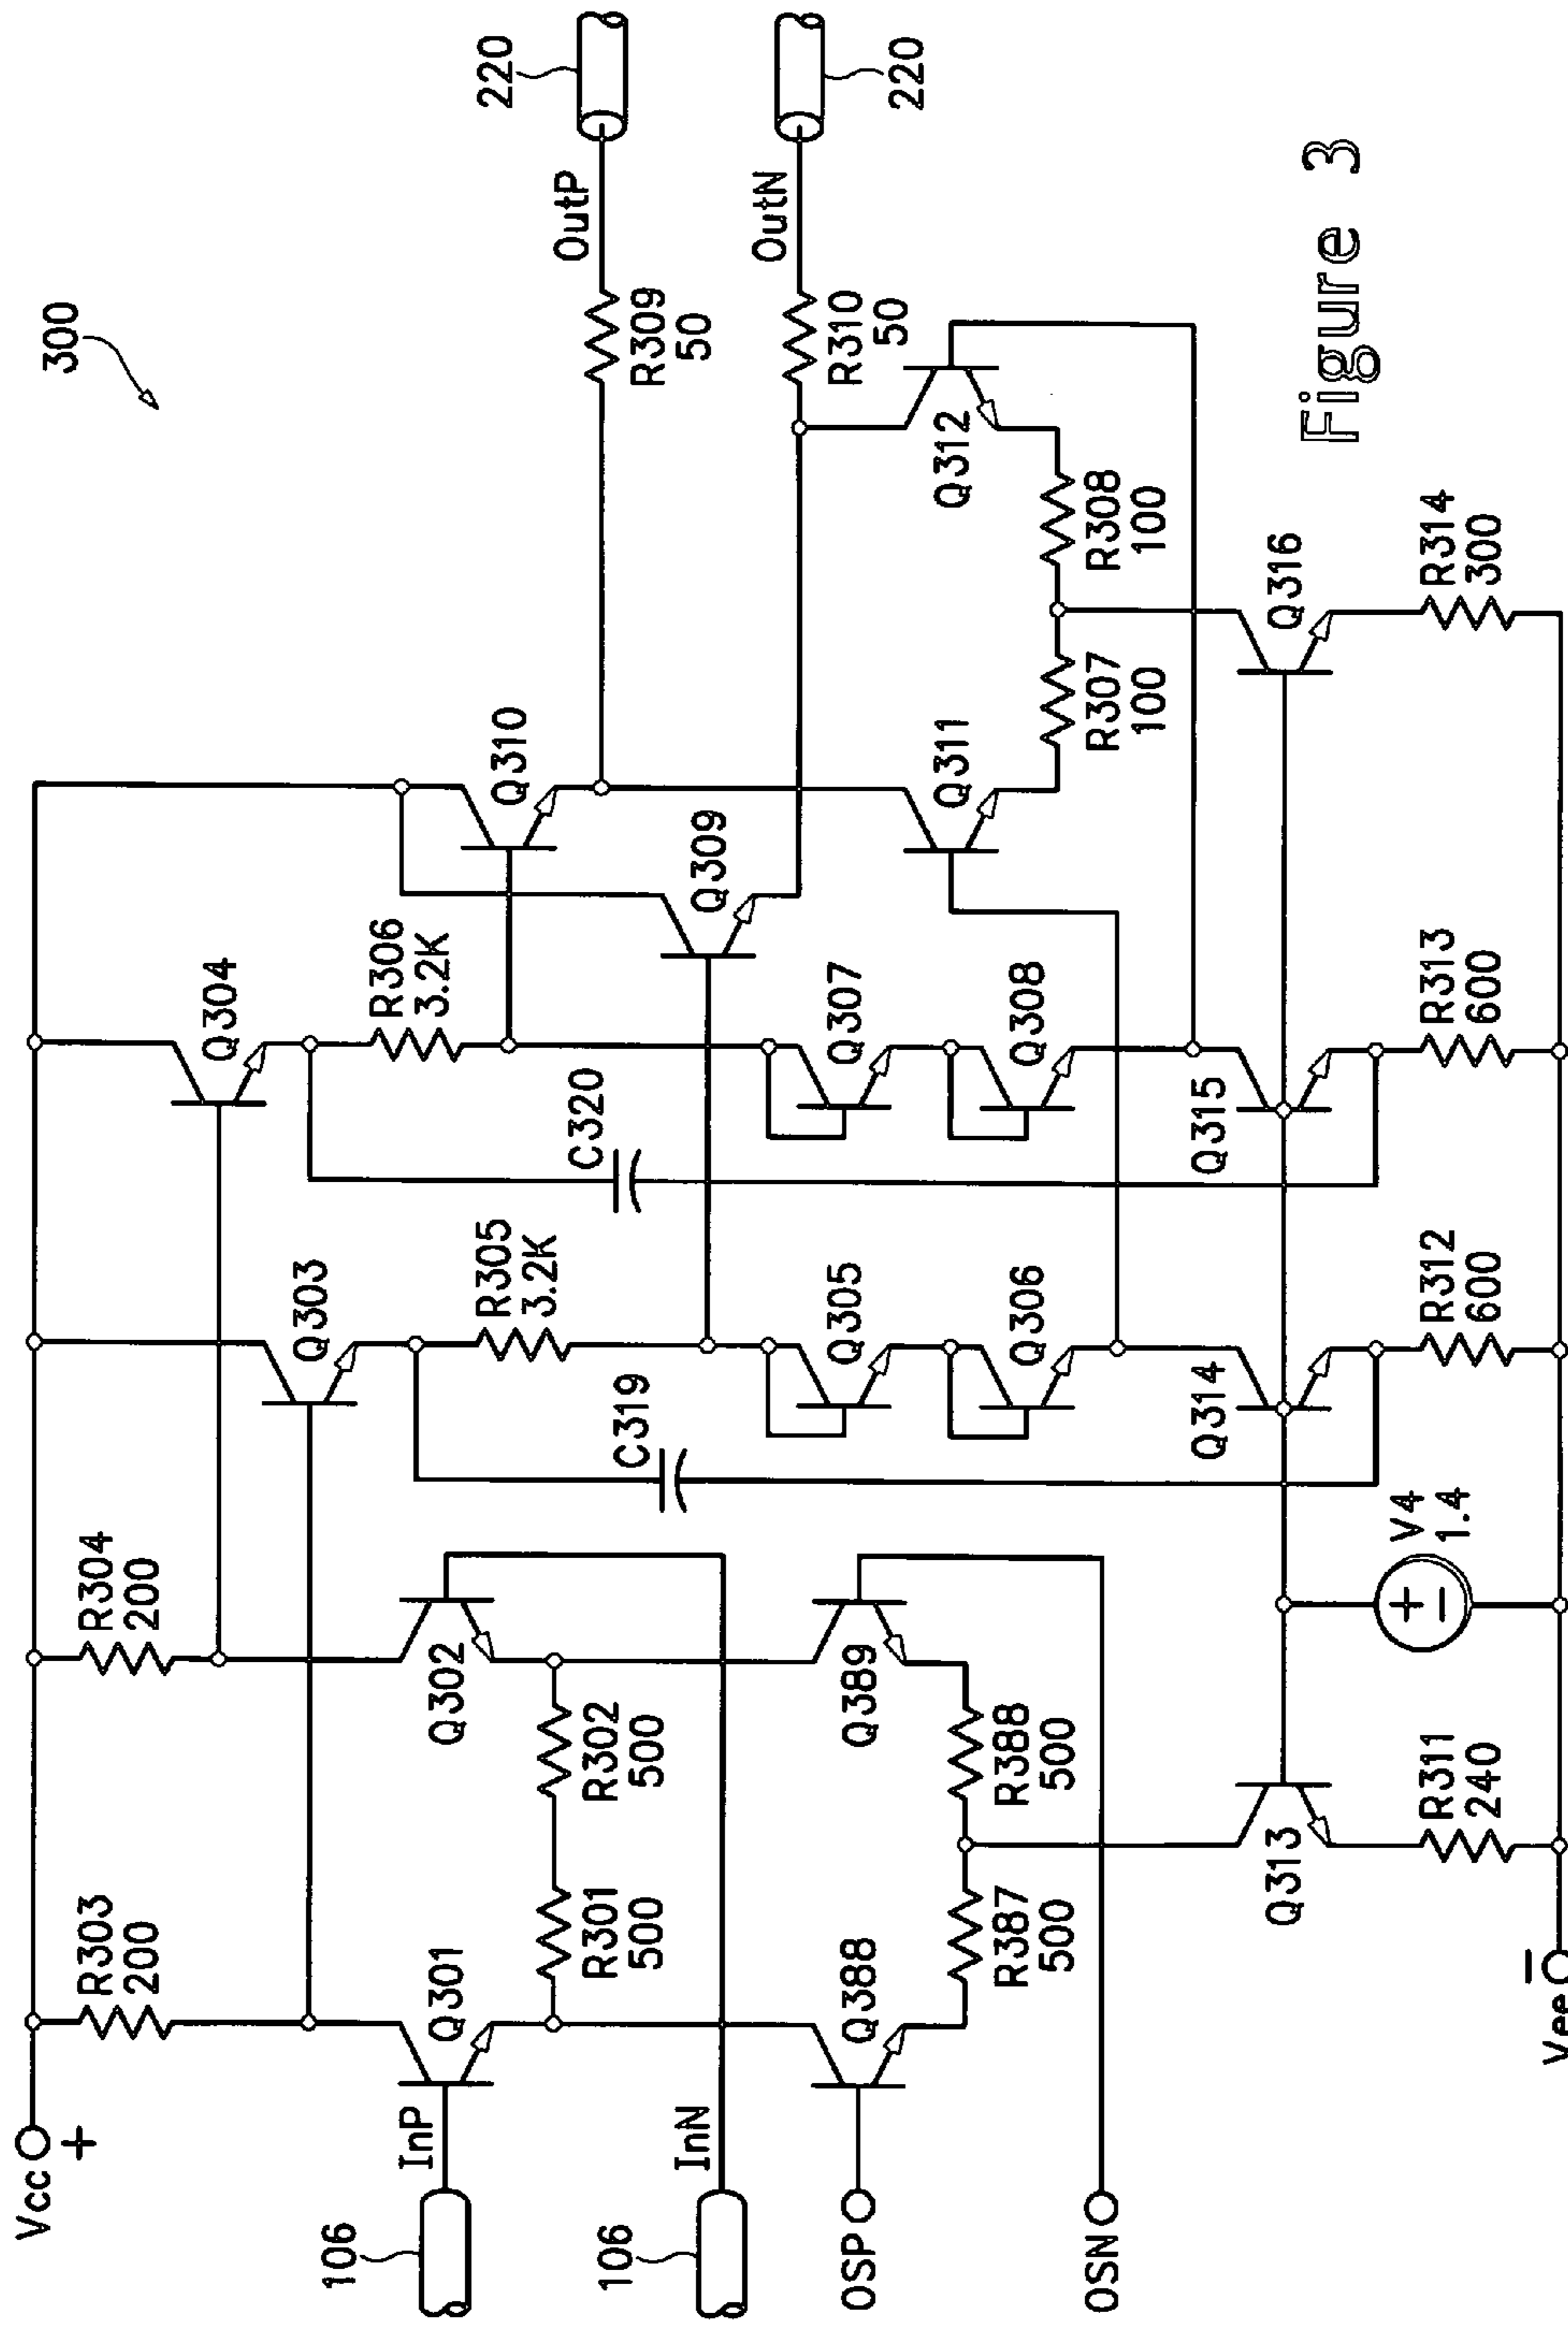 300
Vcc
+
R303
200
R304
200
Q304
R306
3.2K
Q303
R305
3.2K
C320
C319
Q310
Q309
OutP
R309
50
220
OutN
R310
50
220
106
InP
Q301
Q302
R301
500
R302
500
106
InN
OSP
Q388
Q389
R387
500
R388
500
OSN
Q305
Q306
Q307
Q308
Q311
Q312
R307
100
R308
100
Q313
Q314
Q315
Q316
V4
1.4
+
−
R311
240
R312
600
R313
600
R314
300
Vee
−
Figure 3